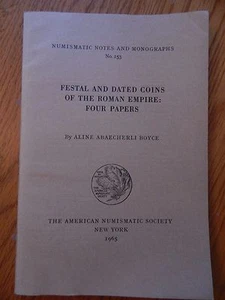 NUMISMATIC NOTES AND MONOGRAPHS
No. 153
FESTAL AND DATED COINS
OF THE ROMAN EMPIRE:
FOUR PAPERS
By ALINE ABAECHERLI BOYCE
THE AMERICAN NUMISMATIC SOCIETY
NEW YORK
1965